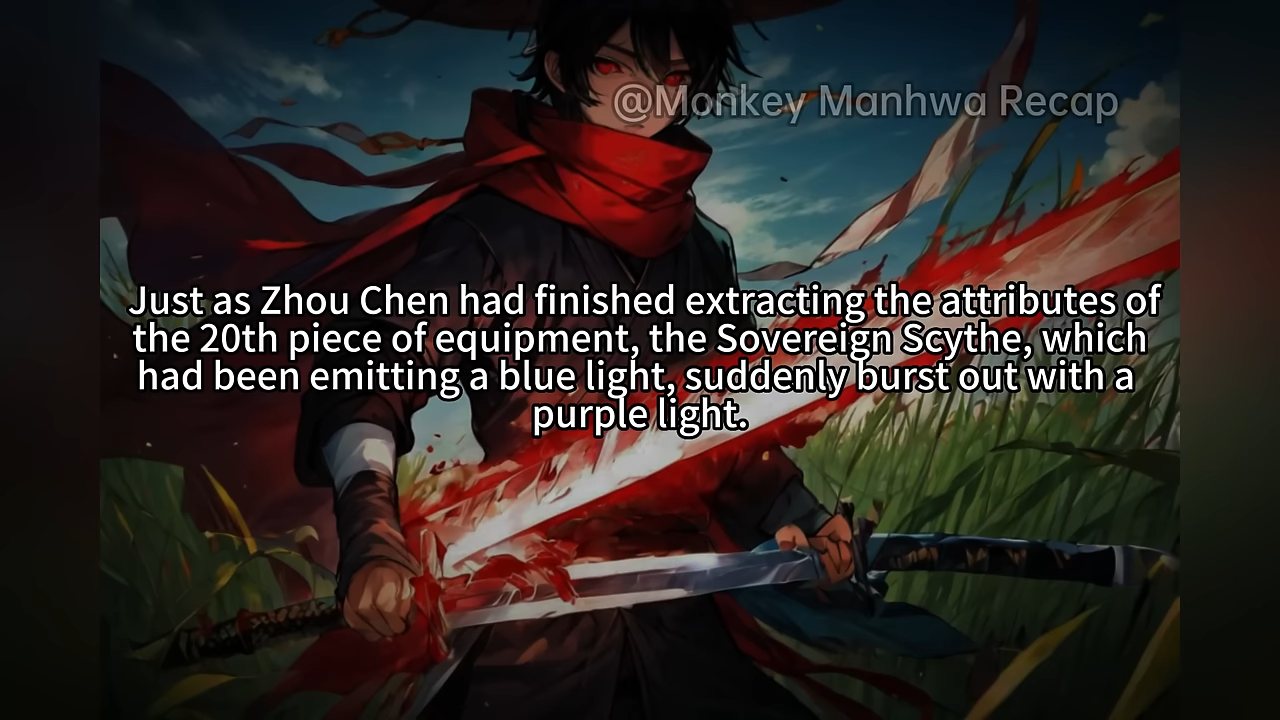 @Monkey Manhwa Recap
Just as Zhou Chen had finished extracting the attributes of
the 20th piece of equipment, the Sovereign Scythe, which
had been emitting a blue light, suddenly burst out with a
purple light.